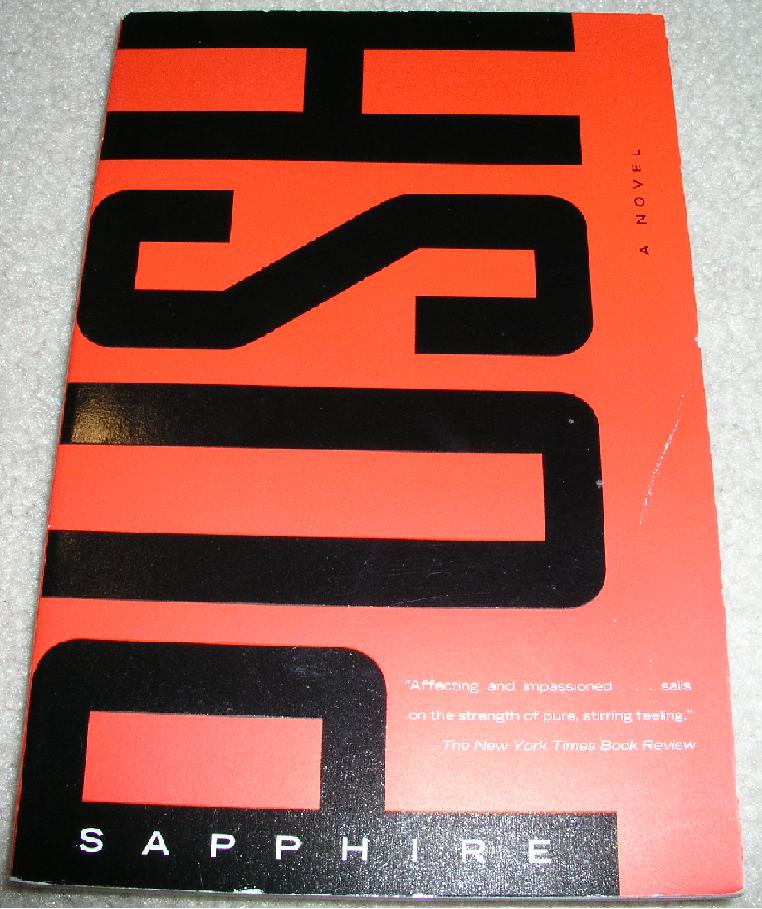 PUSH
A NOVEL
"Affecting and impassioned . . . sails
on the strength of pure, stirring feeling."
The New York Times Book Review
SAPPHIRE